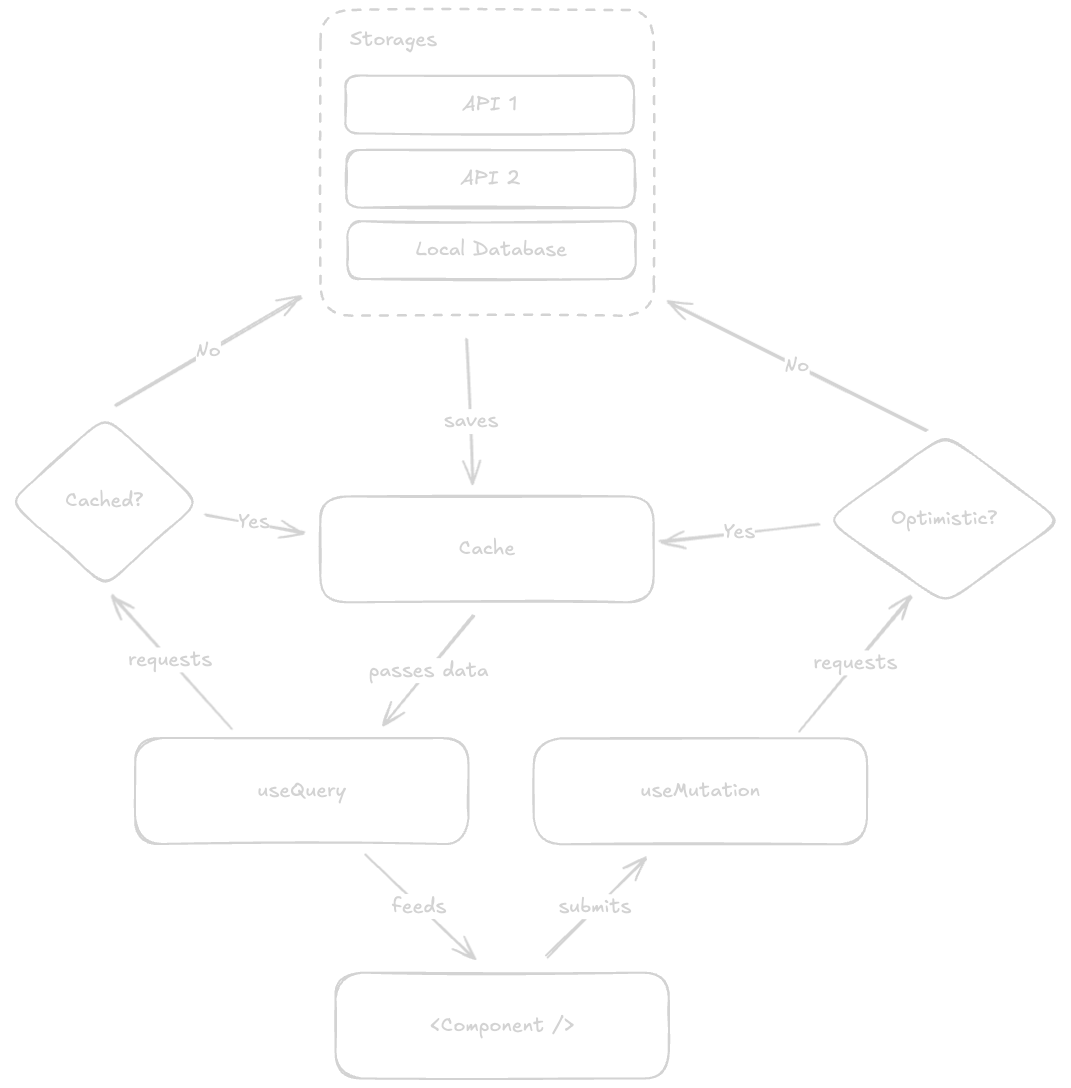 Storages
API 1
API 2
Local Database
No
No
saves
Cached?
Yes
Cache
Yes
Optimistic?
requests
passes data
requests
useQuery
useMutation
feeds
submits
<Component />